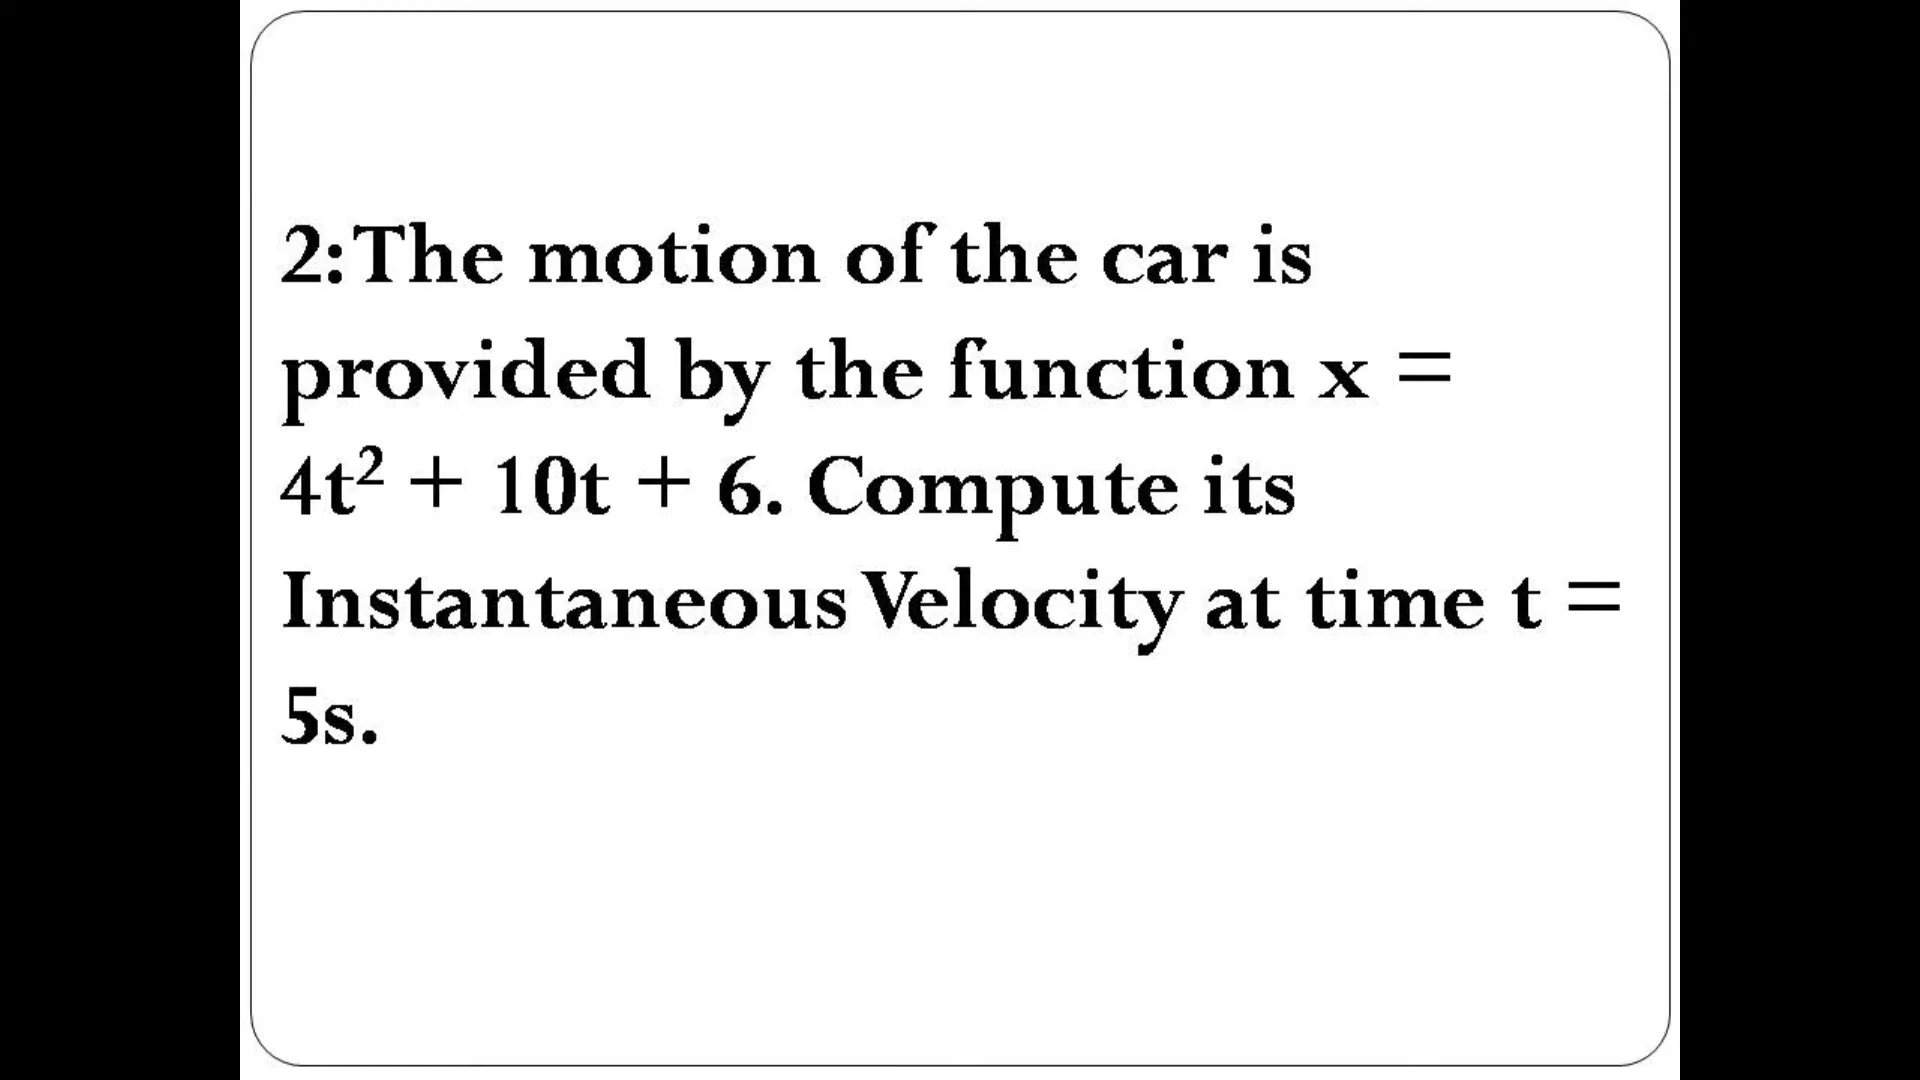 2:The motion of the car is
provided by the function x =
4t² + 10t + 6. Compute its
Instantaneous Velocity at time t =
5s.